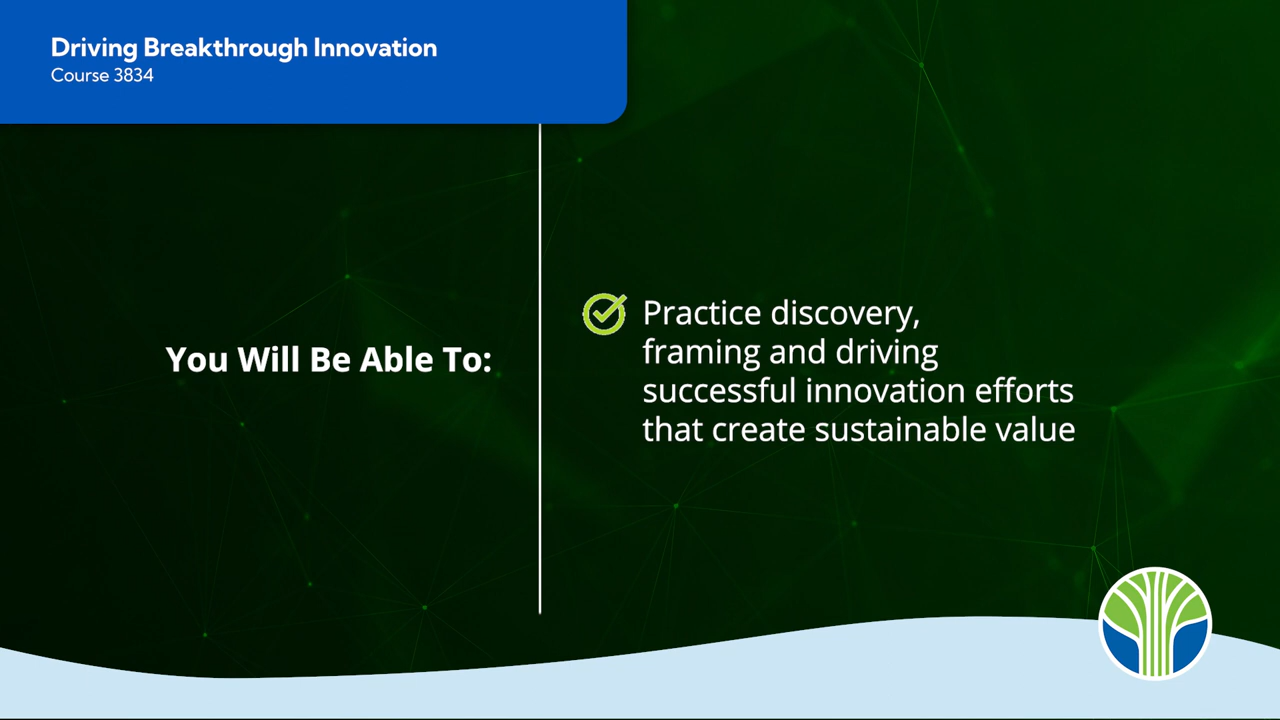 Driving Breakthrough Innovation
Course 3834
You Will Be Able To:
Practice discovery,
framing and driving
successful innovation efforts
that create sustainable value